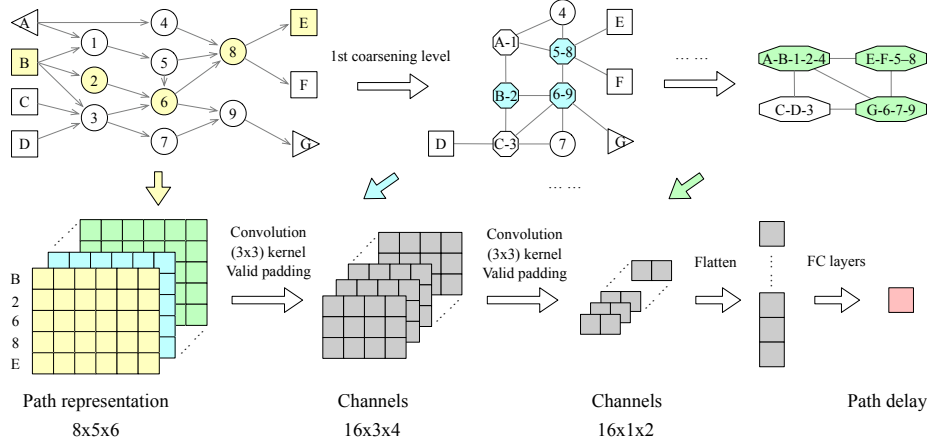 A
4
E
1
B
5
8
2
6
F
C
3
9
D
7
G
1st coarsening level
4
E
A-1
5-8
F
B-2
6-9
D
C-3
7
G
... ...
A-B-1-2-4
E-F-5-8
C-D-3
G-6-7-9
... ...
B
2
6
8
E
Convolution
(3x3) kernel
Valid padding
Convolution
(3x3) kernel
Valid padding
Flatten
FC layers
Path representation
8x5x6
Channels
16x3x4
Channels
16x1x2
Path delay